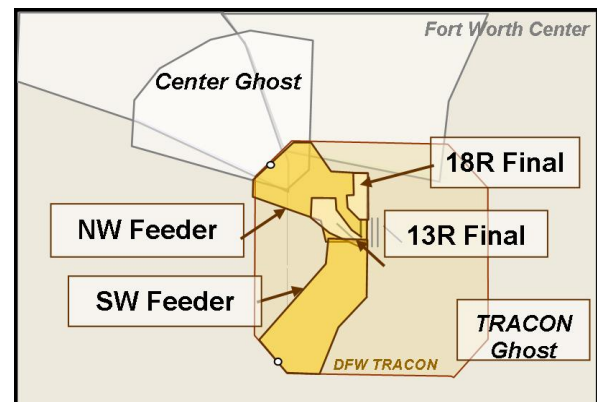 Fort Worth Center
Center Ghost
18R Final
NW Feeder
13R Final
SW Feeder
TRACON
Ghost
DFW TRACON